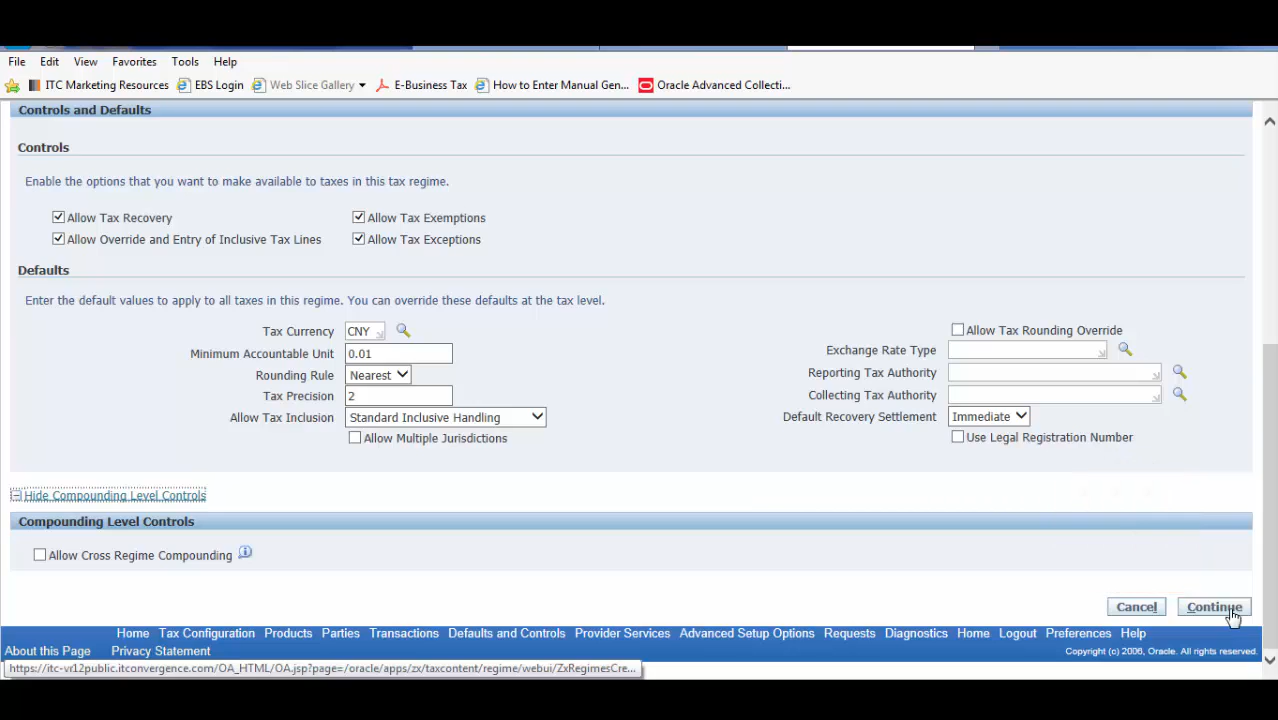 File Edit View Favorites Tools Help
ITC Marketing Resources EBS Login Web Slice Gallery E-Business Tax How to Enter Manual Gen... Oracle Advanced Collecti...
Controls and Defaults
Controls
Enable the options that you want to make available to taxes in this tax regime.
Allow Tax Recovery Allow Tax Exemptions
Allow Override and Entry of Inclusive Tax Lines Allow Tax Exceptions
Defaults
Enter the default values to apply to all taxes in this regime. You can override these defaults at the tax level.
Tax Currency CNY Allow Tax Rounding Override
Minimum Accountable Unit 0.01 Exchange Rate Type
Rounding Rule Nearest Reporting Tax Authority
Tax Precision 2 Collecting Tax Authority
Allow Tax Inclusion Standard Inclusive Handling Default Recovery Settlement Immediate
Allow Multiple Jurisdictions Use Legal Registration Number
Hide Compounding Level Controls
Compounding Level Controls
Allow Cross Regime Compounding
Cancel Continue
Home Tax Configuration Products Parties Transactions Defaults and Controls Provider Services Advanced Setup Options Requests Diagnostics Home Logout Preferences Help
About this Page Privacy Statement Copyright (c) 2006, Oracle. All rights reserved.
https://itc-vr12public.itconvergence.com/OA_HTML/OA.jsp?page=/oracle/apps/zx/taxcontent/regime/webui/ZxRegimesCre...